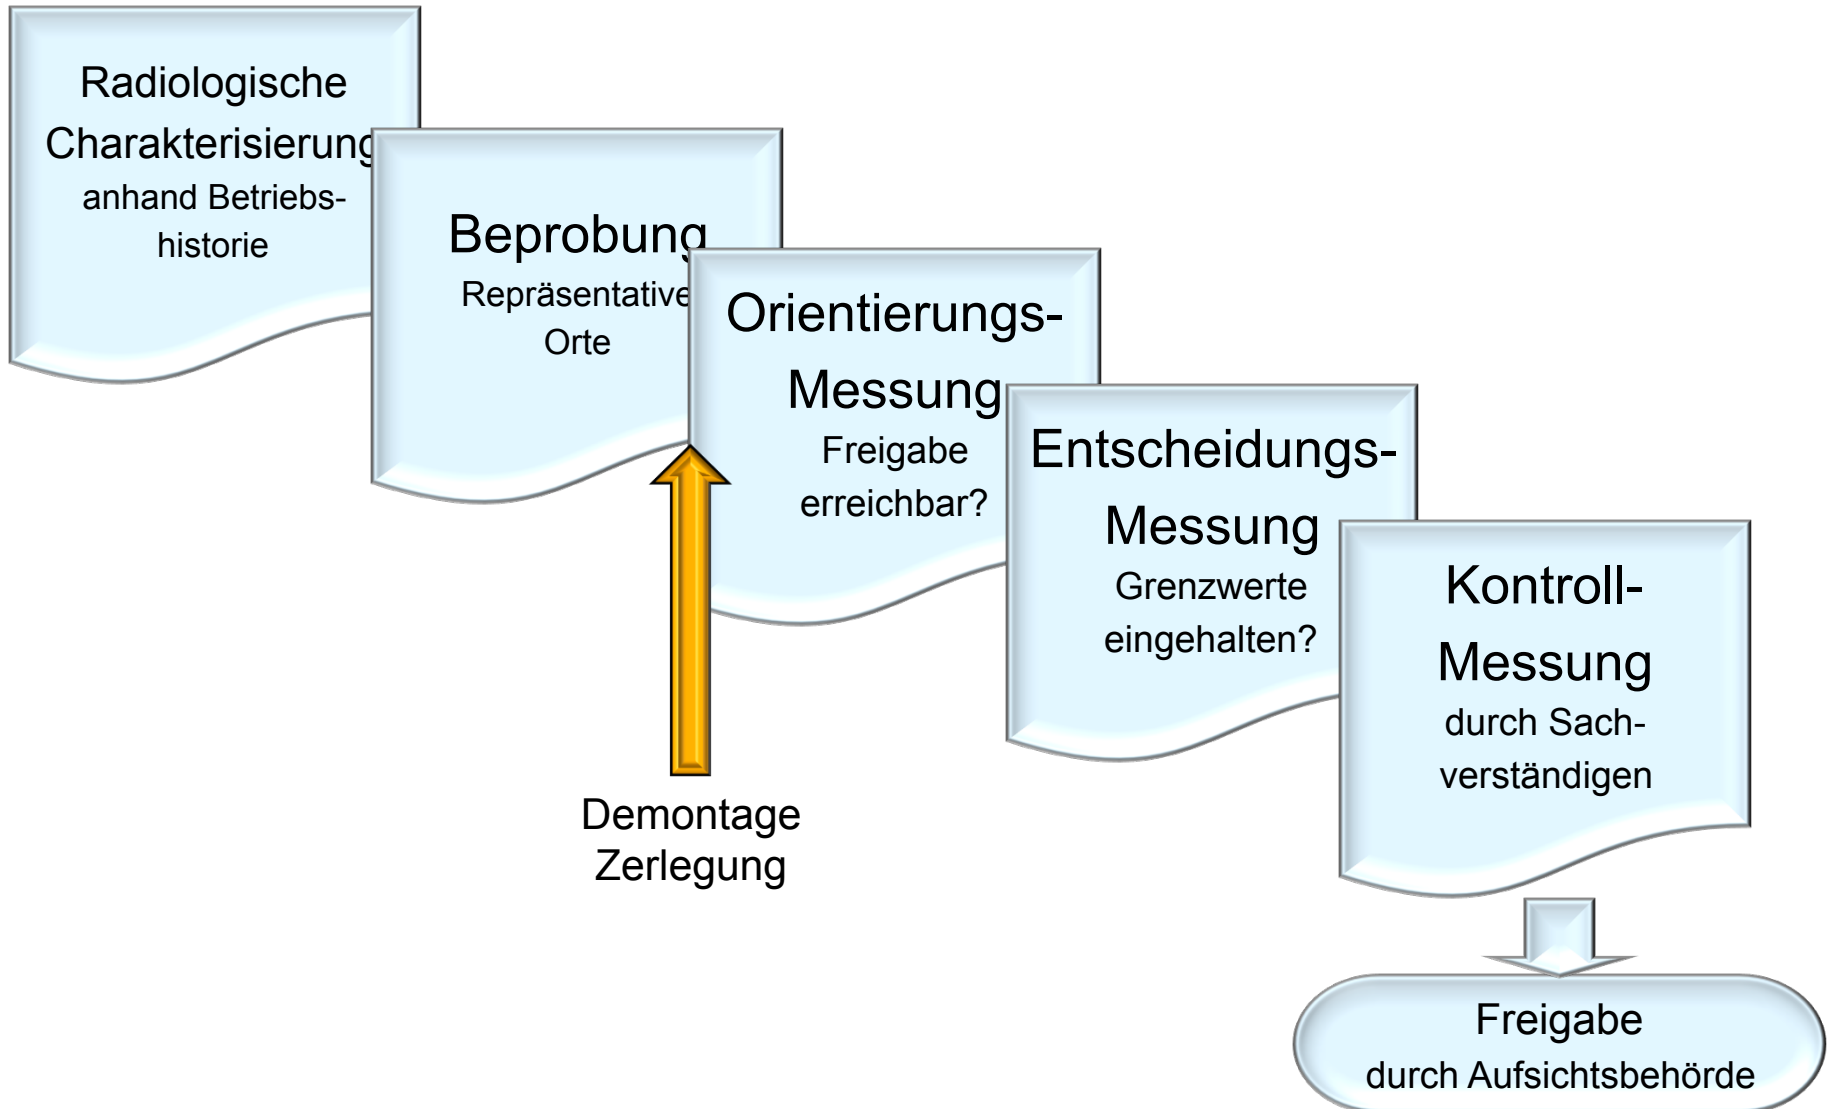 Radiologische
Charakterisierung
anhand Betriebs-
historie
Beprobung
Repräsentative
Orte
Orientierungs-
Messung
Freigabe
erreichbar?
Entscheidungs-
Messung
Grenzwerte
eingehalten?
Kontroll-
Messung
durch Sach-
verständigen
Demontage
Zerlegung
Freigabe
durch Aufsichtsbehörde